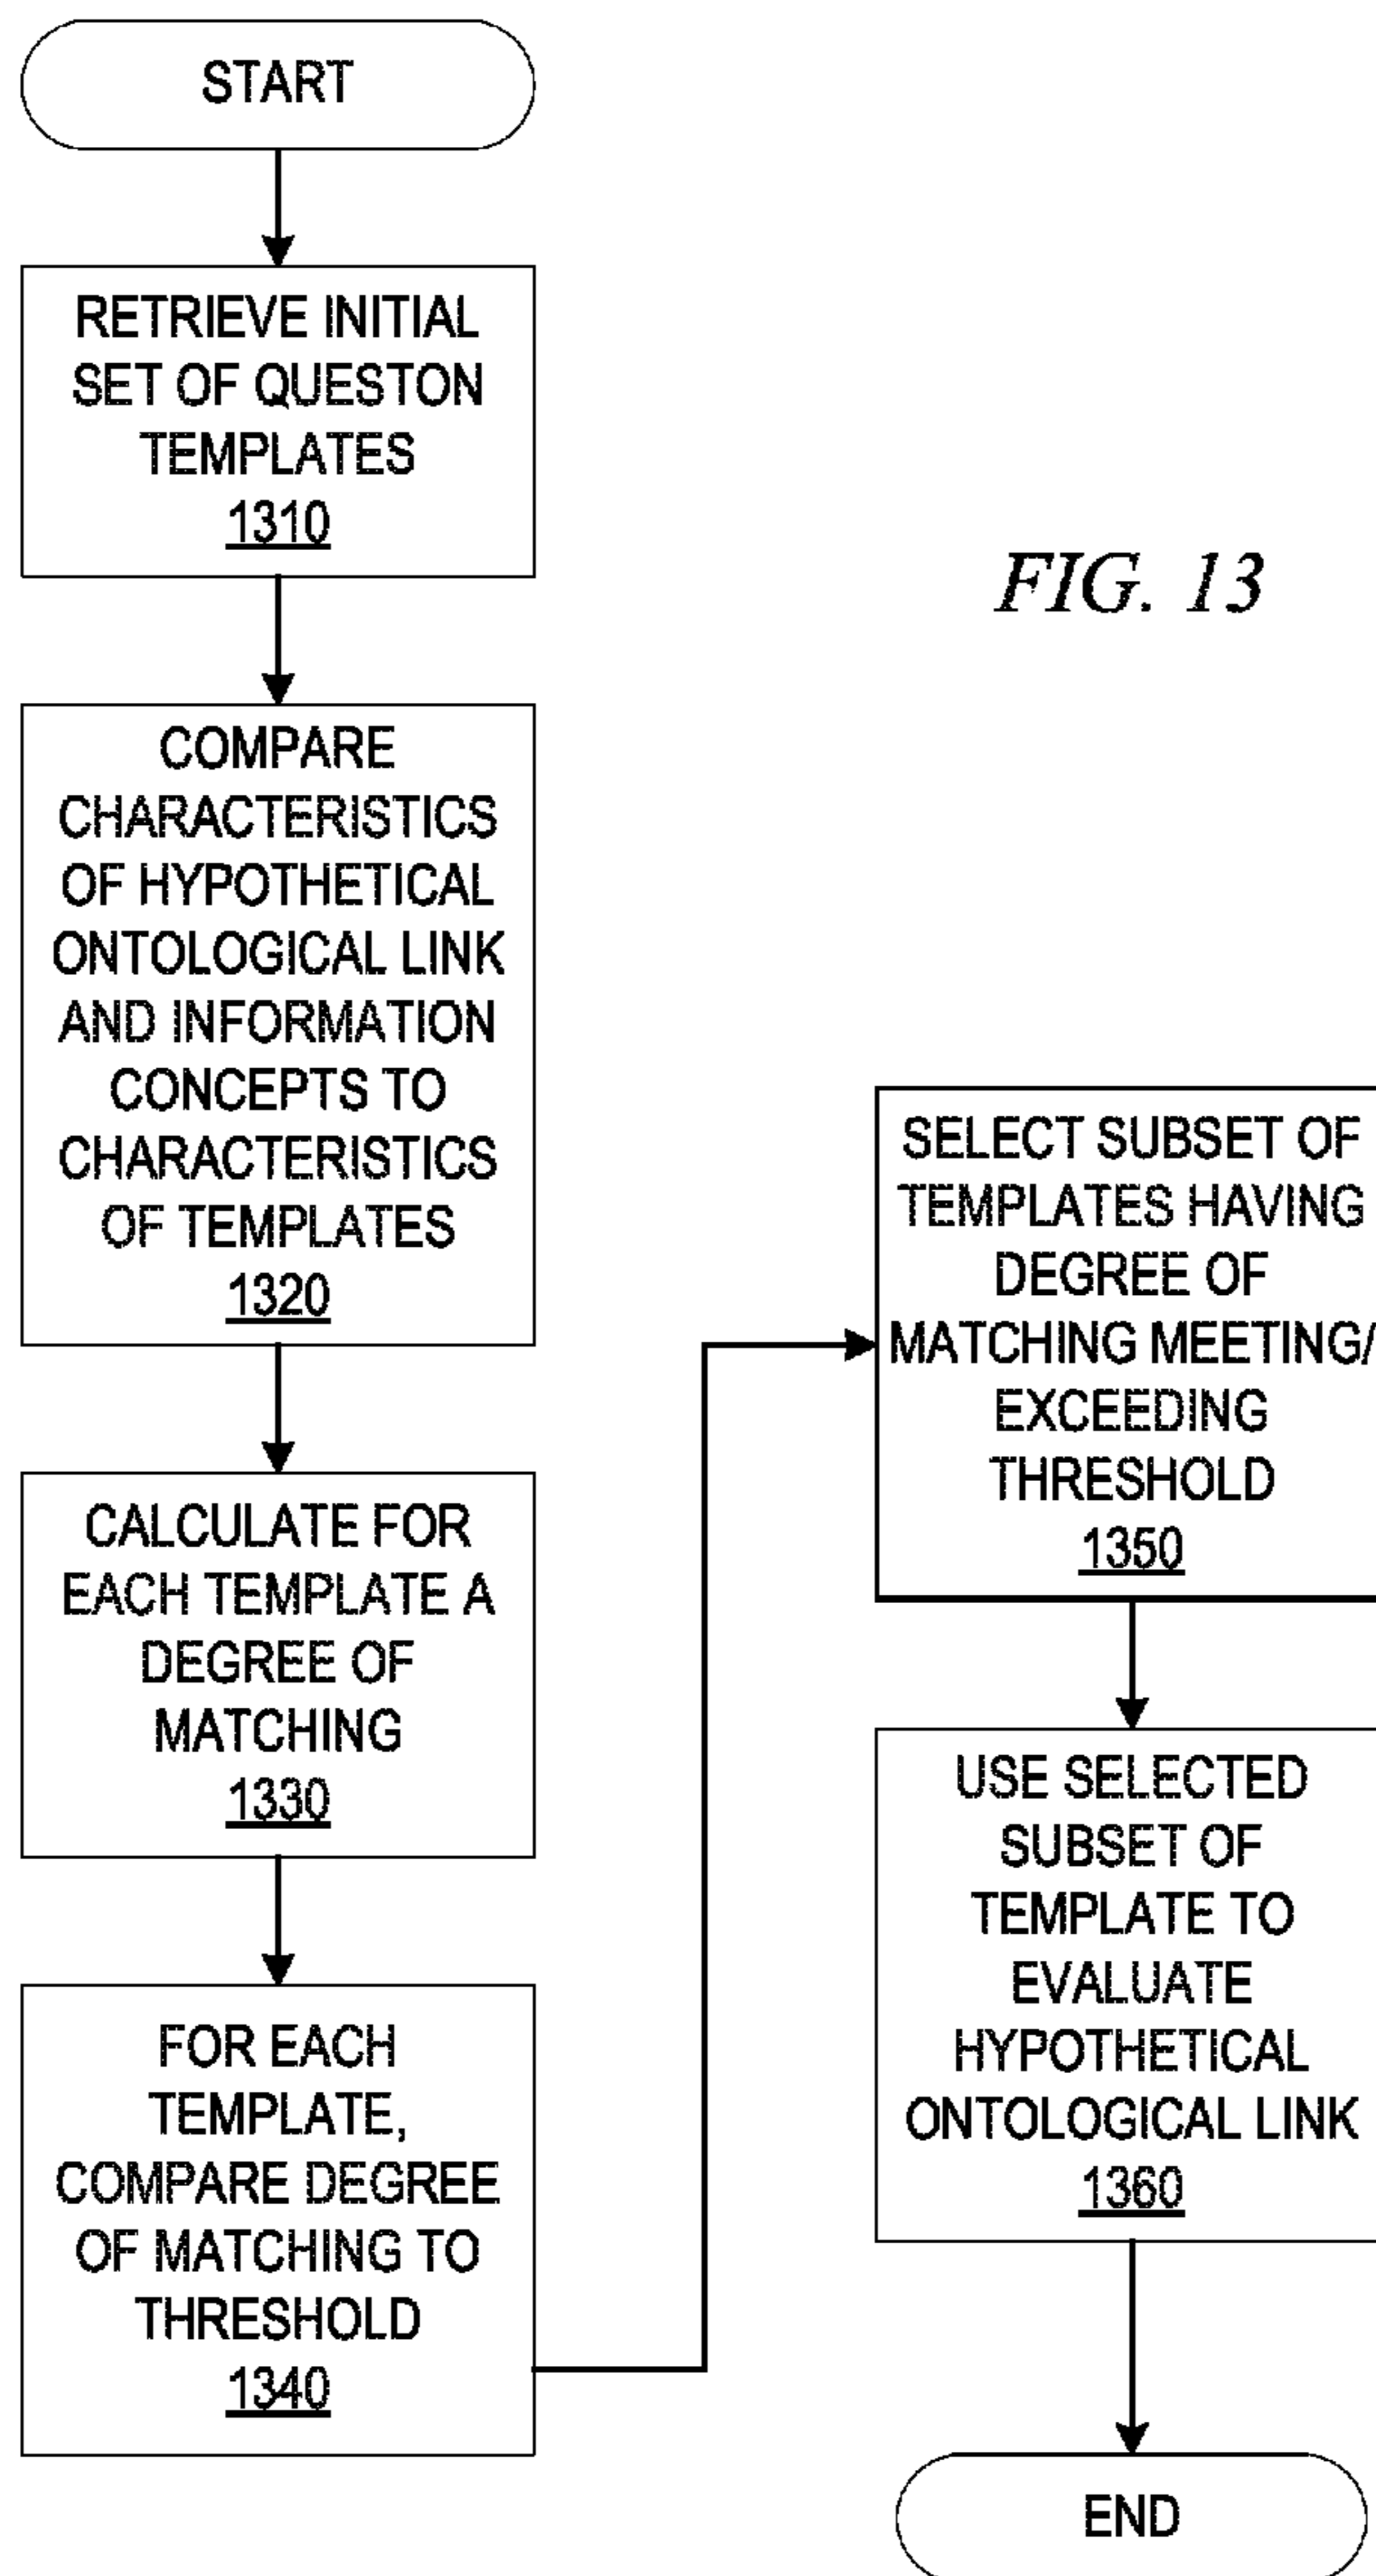 START
RETRIEVE INITIAL
SET OF QUESTON
TEMPLATES
1310
COMPARE
CHARACTERISTICS
OF HYPOTHETICAL
ONTOLOGICAL LINK
AND INFORMATION
CONCEPTS TO
CHARACTERISTICS
OF TEMPLATES
1320
CALCULATE FOR
EACH TEMPLATE A
DEGREE OF
MATCHING
1330
FOR EACH
TEMPLATE,
COMPARE DEGREE
OF MATCHING TO
THRESHOLD
1340
FIG. 13
SELECT SUBSET OF
TEMPLATES HAVING
DEGREE OF
MATCHING MEETING/
EXCEEDING
THRESHOLD
1350
USE SELECTED
SUBSET OF
TEMPLATE TO
EVALUATE
HYPOTHETICAL
ONTOLOGICAL LINK
1360
END